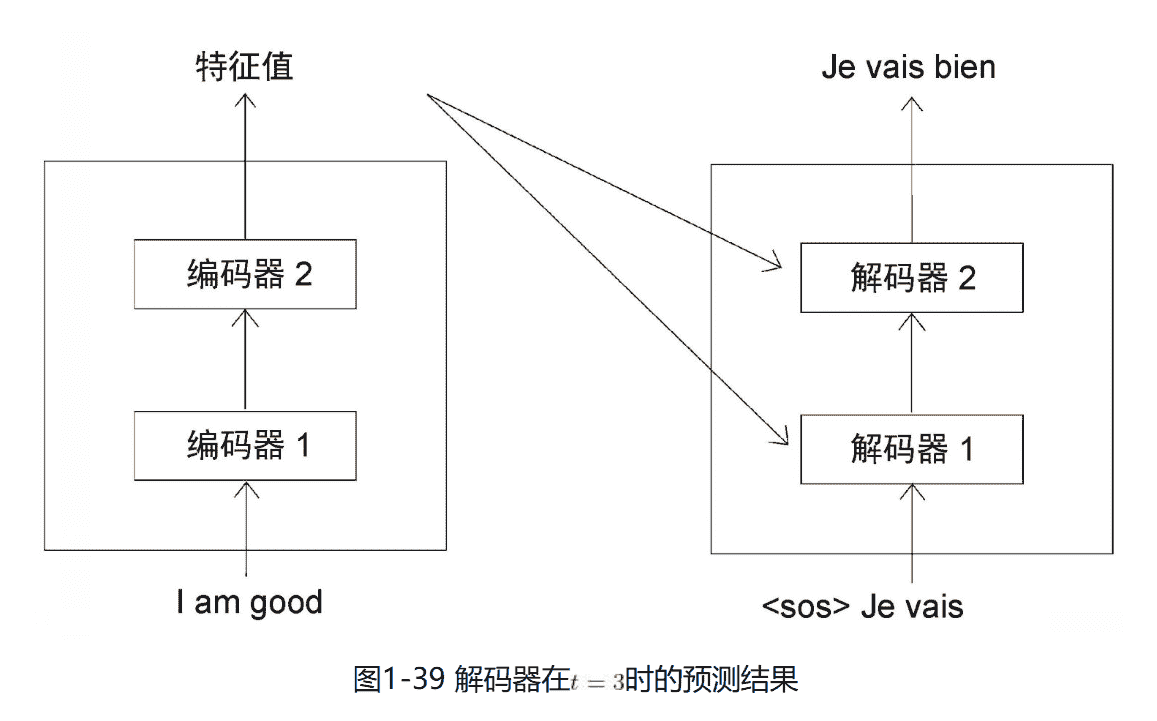 特征值
Je vais bien
编码器 2
解码器 2
编码器 1
解码器 1
I am good
<sos> Je vais
图1-39 解码器在t = 3时的预测结果